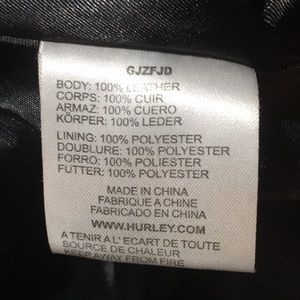 GJZFJD
BODY: 100% LEATHER
CORPS: 100% CUIR
ARMAZ: 100% CUERO
KÖRPER: 100% LEDER
LINING: 100% POLYESTER
DOUBLURE: 100% POLYESTER
FORRO: 100% POLIESTER
FUTTER: 100% POLYESTER
MADE IN CHINA
FABRIQUE A CHINE
FABRICADO EN CHINA
WWW.HURLEY.COM
A TENIR A L' ECART DE TOUTE
SOURCE DE CHALEUR
KEEP AWAY FROM FIRE